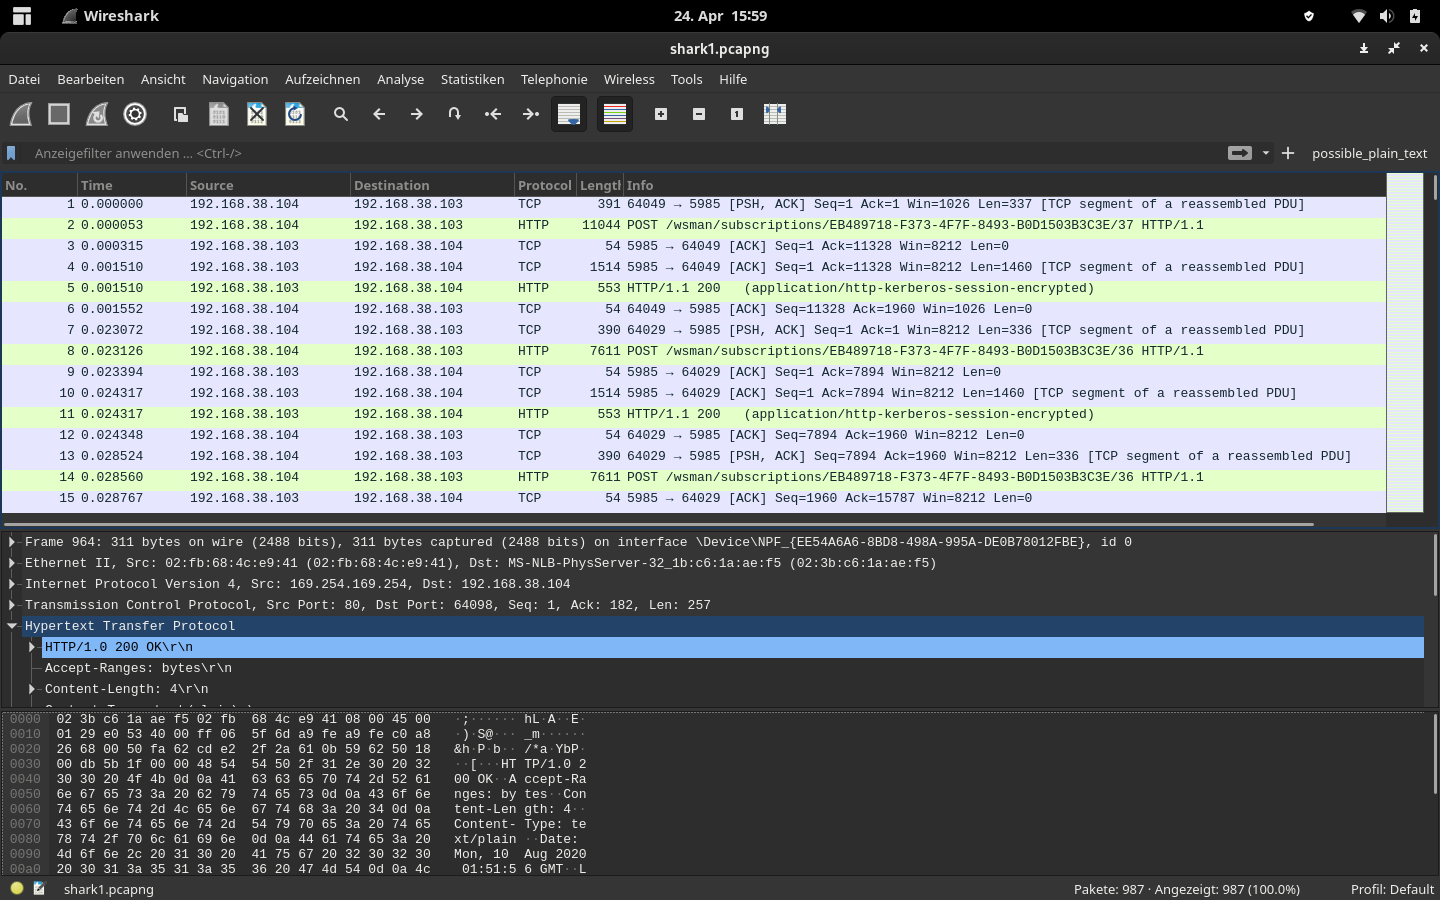 Wireshark
24. Apr 15:59
shark1.pcapng
Datei Bearbeiten Ansicht Navigation Aufzeichnen Analyse Statistiken Telephonie Wireless Tools Hilfe
Anzeigefilter anwenden … <Ctrl-/>
possible_plain_text
No. Time Source Destination Protocol Length Info
1 0.000000 192.168.38.104 192.168.38.103 TCP 391 64049 → 5985 [PSH, ACK] Seq=1 Ack=1 Win=1026 Len=337 [TCP segment of a reassembled PDU]
2 0.000053 192.168.38.104 192.168.38.103 HTTP 11044 POST /wsman/subscriptions/EB489718-F373-4F7F-8493-B0D1503B3C3E/37 HTTP/1.1
3 0.000315 192.168.38.103 192.168.38.104 TCP 54 5985 → 64049 [ACK] Seq=1 Ack=11328 Win=8212 Len=0
4 0.001510 192.168.38.103 192.168.38.104 TCP 1514 5985 → 64049 [ACK] Seq=1 Ack=11328 Win=8212 Len=1460 [TCP segment of a reassembled PDU]
5 0.001510 192.168.38.103 192.168.38.104 HTTP 553 HTTP/1.1 200 (application/http-kerberos-session-encrypted)
6 0.001552 192.168.38.104 192.168.38.103 TCP 54 64049 → 5985 [ACK] Seq=11328 Ack=1960 Win=1026 Len=0
7 0.023072 192.168.38.104 192.168.38.103 TCP 390 64029 → 5985 [PSH, ACK] Seq=1 Ack=1 Win=8212 Len=336 [TCP segment of a reassembled PDU]
8 0.023126 192.168.38.104 192.168.38.103 HTTP 7611 POST /wsman/subscriptions/EB489718-F373-4F7F-8493-B0D1503B3C3E/36 HTTP/1.1
9 0.023394 192.168.38.103 192.168.38.104 TCP 54 5985 → 64029 [ACK] Seq=1 Ack=7894 Win=8212 Len=0
10 0.024317 192.168.38.103 192.168.38.104 TCP 1514 5985 → 64029 [ACK] Seq=1 Ack=7894 Win=8212 Len=1460 [TCP segment of a reassembled PDU]
11 0.024317 192.168.38.103 192.168.38.104 HTTP 553 HTTP/1.1 200 (application/http-kerberos-session-encrypted)
12 0.024348 192.168.38.104 192.168.38.103 TCP 54 64029 → 5985 [ACK] Seq=7894 Ack=1960 Win=8212 Len=0
13 0.028524 192.168.38.104 192.168.38.103 TCP 390 64029 → 5985 [PSH, ACK] Seq=7894 Ack=1960 Win=8212 Len=336 [TCP segment of a reassembled PDU]
14 0.028560 192.168.38.104 192.168.38.103 HTTP 7611 POST /wsman/subscriptions/EB489718-F373-4F7F-8493-B0D1503B3C3E/36 HTTP/1.1
15 0.028767 192.168.38.103 192.168.38.104 TCP 54 5985 → 64029 [ACK] Seq=1960 Ack=15787 Win=8212 Len=0
Frame 964: 311 bytes on wire (2488 bits), 311 bytes captured (2488 bits) on interface \Device\NPF_{EE54A6A6-8BD8-498A-995A-DE0B78012FBE}, id 0
Ethernet II, Src: 02:fb:68:4c:e9:41 (02:fb:68:4c:e9:41), Dst: MS-NLB-PhysServer-32_1b:c6:1a:ae:f5 (02:3b:c6:1a:ae:f5)
Internet Protocol Version 4, Src: 169.254.169.254, Dst: 192.168.38.104
Transmission Control Protocol, Src Port: 80, Dst Port: 64098, Seq: 1, Ack: 182, Len: 257
Hypertext Transfer Protocol
HTTP/1.0 200 OK\r\n
Accept-Ranges: bytes\r\n
Content-Length: 4\r\n
0000 02 3b c6 1a ae f5 02 fb 68 4c e9 41 08 00 45 00 ·;······ hL·A··E·
0010 01 29 e0 53 40 00 ff 06 5f 6d a9 fe a9 fe c0 a8 ·)·S@··· _m······
0020 26 68 00 50 fa 62 cd e2 2f 2a 61 0b 59 62 50 18 &h·P·b·· /*a·YbP·
0030 00 db 5b 1f 00 00 48 54 54 50 2f 31 2e 30 20 32 ··[···HT TP/1.0 2
0040 30 30 20 4f 4b 0d 0a 41 63 63 65 70 74 2d 52 61 00 OK··A ccept-Ra
0050 6e 67 65 73 3a 20 62 79 74 65 73 0d 0a 43 6f 6e nges: by tes··Con
0060 74 65 6e 74 2d 4c 65 6e 67 74 68 3a 20 34 0d 0a tent-Len gth: 4··
0070 43 6f 6e 74 65 6e 74 2d 54 79 70 65 3a 20 74 65 Content- Type: te
0080 78 74 2f 70 6c 61 69 6e 0d 0a 44 61 74 65 3a 20 xt/plain ··Date:
0090 4d 6f 6e 2c 20 31 30 20 41 75 67 20 32 30 32 30 Mon, 10 Aug 2020
00a0 20 30 31 3a 35 31 3a 35 36 20 47 4d 54 0d 0a 4c 01:51:5 6 GMT··L
shark1.pcapng
Pakete: 987 · Angezeigt: 987 (100.0%)
Profil: Default